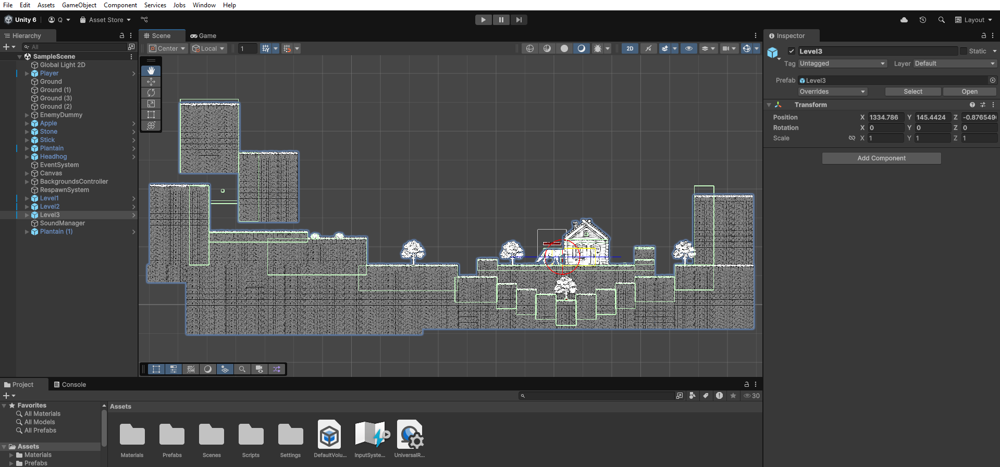 File Edit Assets GameObject Component Services Jobs Window Help
Unity 6 Q Asset Store Layout
Hierarchy
All
SampleScene
Global Light 2D
Player
Ground
Ground (1)
Ground (3)
Ground (2)
EnemyDummy
Apple
Stone
Stick
Plantain
Headhog
EventSystem
Canvas
BackgroundsController
RespawnSystem
Level1
Level2
Level3
SoundManager
Plantain (1)
Scene Game
Center Local 1 2D
Inspector
Level3 Static
Tag Untagged Layer Default
Prefab Level3
Overrides Select Open
Transform
Position X 1334.786 Y 145.4424 Z -0.876549
Rotation X 0 Y 0 Z 0
Scale X 1 Y 1 Z 1
Add Component
Project Console
30
Favorites
All Materials
All Models
All Prefabs
Assets
Materials
Prefabs
Assets
Materials Prefabs Scenes Scripts Settings DefaultVolu... InputSyste... UniversalR...